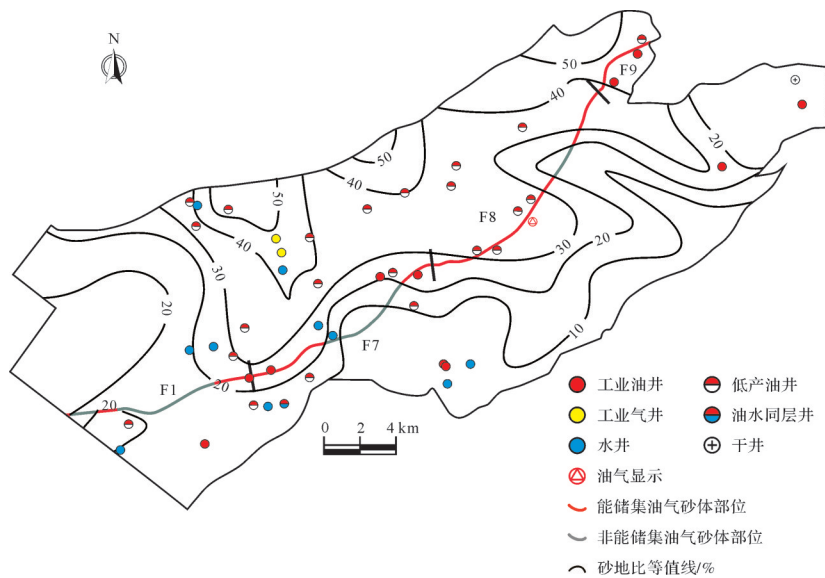 N
50
F9
40
50
20
40
50
40
F8
30
30
20
20
10
F7
F1
20
20
0 2 4 km
工业油井 低产油井
工业气井 油水同层井
水井 干井
油气显示
能储集油气砂体部位
非能储集油气砂体部位
砂地比等值线/%